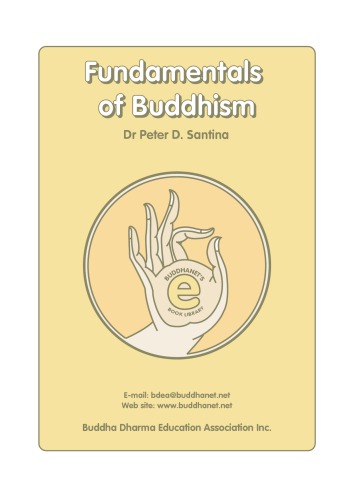 Fundamentals
of Buddhism
Dr Peter D. Santina
BUDDHANET'S
e
BOOK LIBRARY
E-mail: bdea@buddhanet.net
Web site: www.buddhanet.net
Buddha Dharma Education Association Inc.